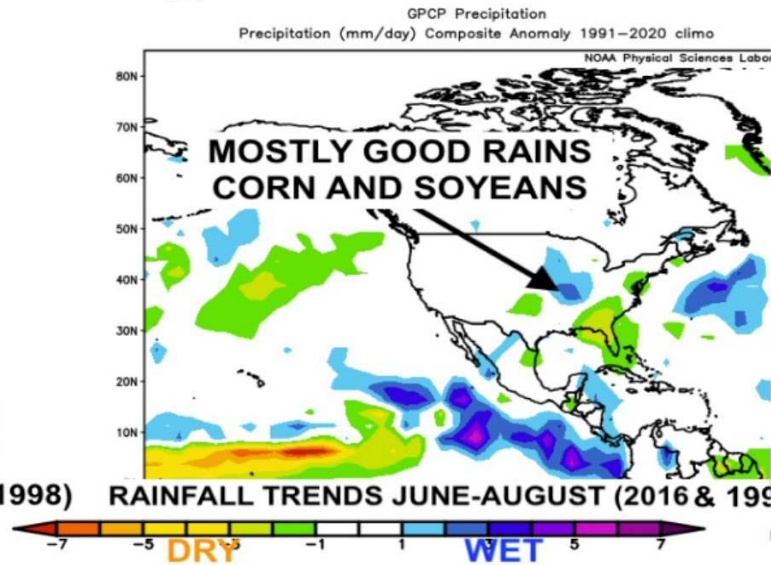 GPCP Precipitation
Precipitation (mm/day) Composite Anomaly 1991−2020 climo
NOAA Physical Sciences Labor
80N
70N
MOSTLY GOOD RAINS
60N
CORN AND SOYEANS
50N
40N
30N
20N
10N
1998) RAINFALL TRENDS JUNE-AUGUST (2016 & 199
−7 −5 −1 1 5 7
DRY WET